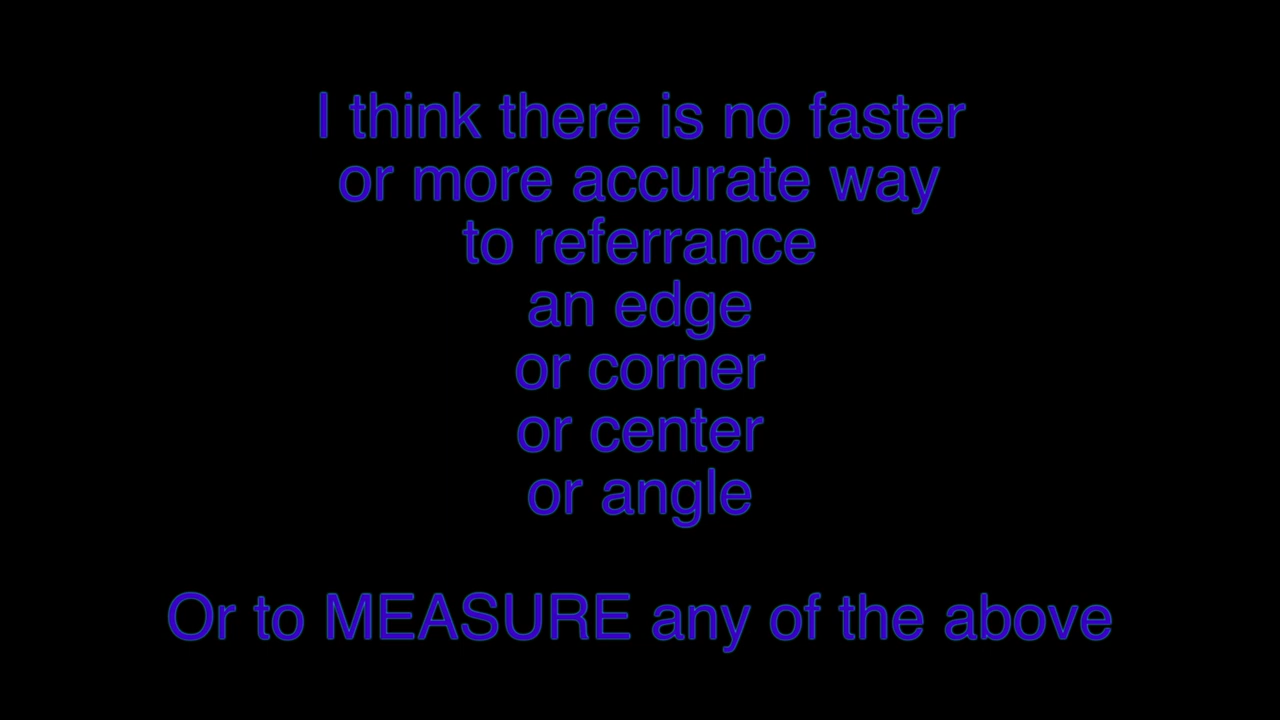 I think there is no faster
or more accurate way
to referrance
an edge
or corner
or center
or angle
Or to MEASURE any of the above